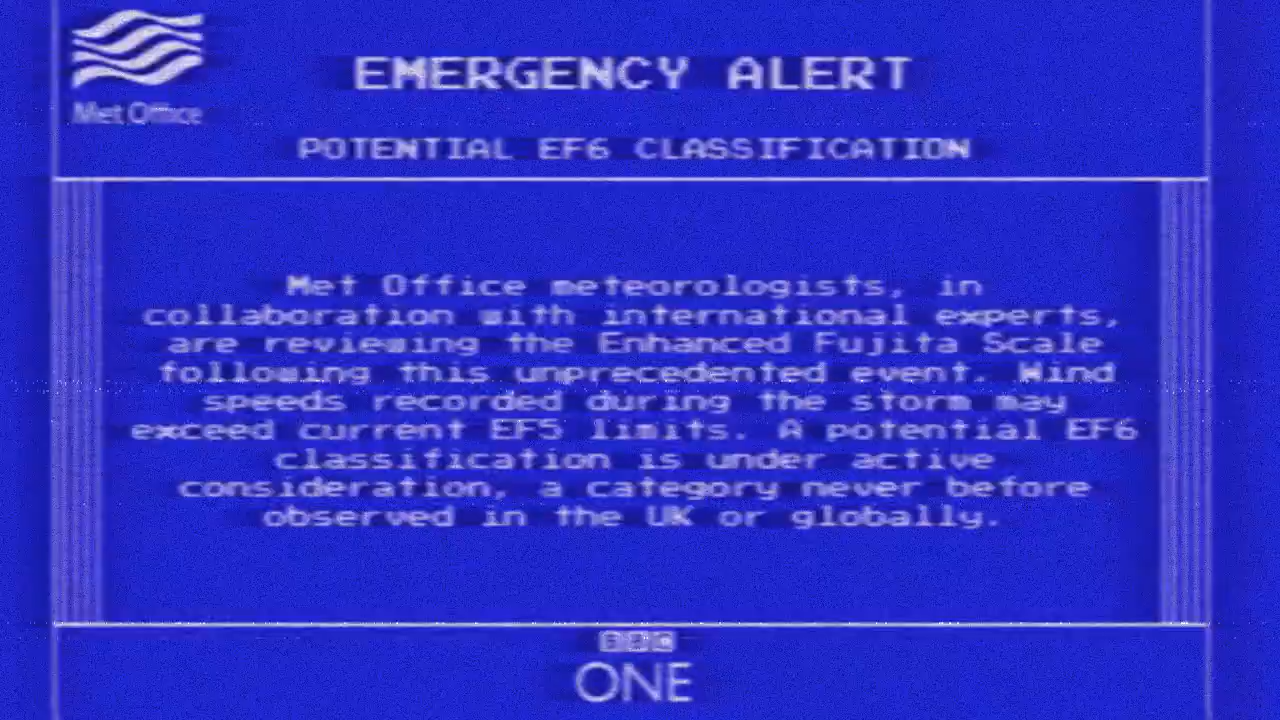 Met Office
EMERGENCY ALERT
POTENTIAL EF6 CLASSIFICATION
Met Office meteorologists, in
collaboration with international experts,
are reviewing the Enhanced Fujita Scale
following this unprecedented event. Wind
speeds recorded during the storm may
exceed current EF5 limits. A potential EF6
classification is under active
consideration, a category never before
observed in the UK or globally.
BBC
ONE